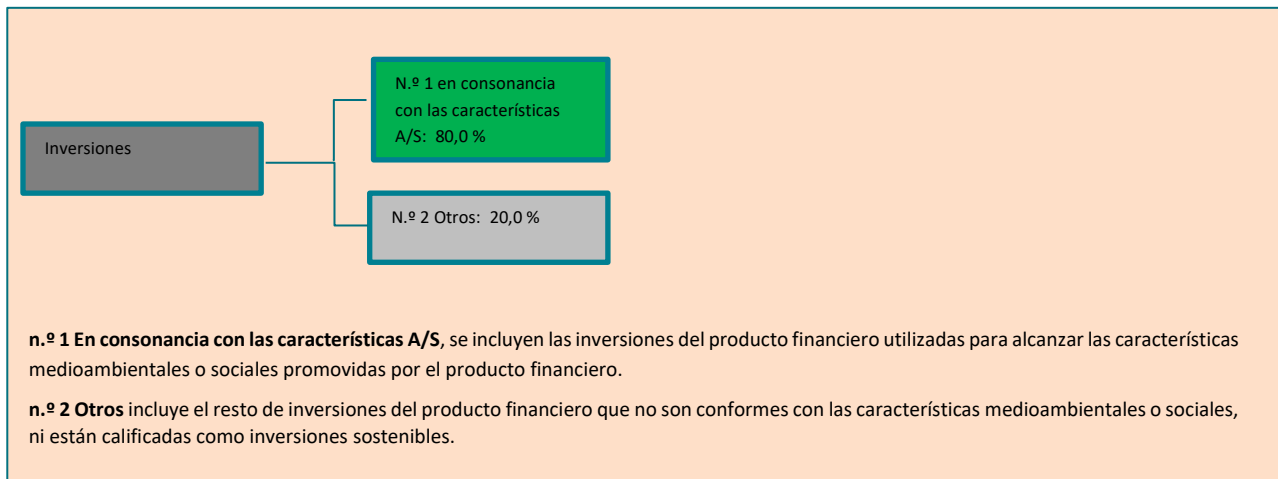 N.º 1 en consonancia
con las características
A/S: 80,0 %
Inversiones
N.º 2 Otros: 20,0 %
n.º 1 En consonancia con las características A/S, se incluyen las inversiones del producto financiero utilizadas para alcanzar las características
medioambientales o sociales promovidas por el producto financiero.
n.º 2 Otros incluye el resto de inversiones del producto financiero que no son conformes con las características medioambientales o sociales,
ni están calificadas como inversiones sostenibles.